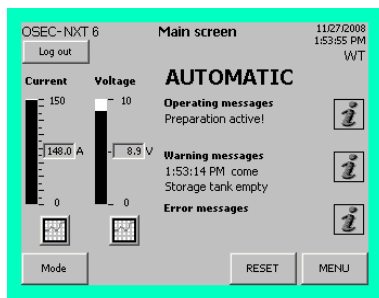 OSEC-NXT 6 Main screen 11/27/2008
1:53:55 PM
Log out WT
Current Voltage AUTOMATIC
150 10 Operating messages
Preparation active!
148.0 A 8.9 V Warning messages
1:53:14 PM come
Storage tank empty
0 0 Error messages
Mode RESET MENU